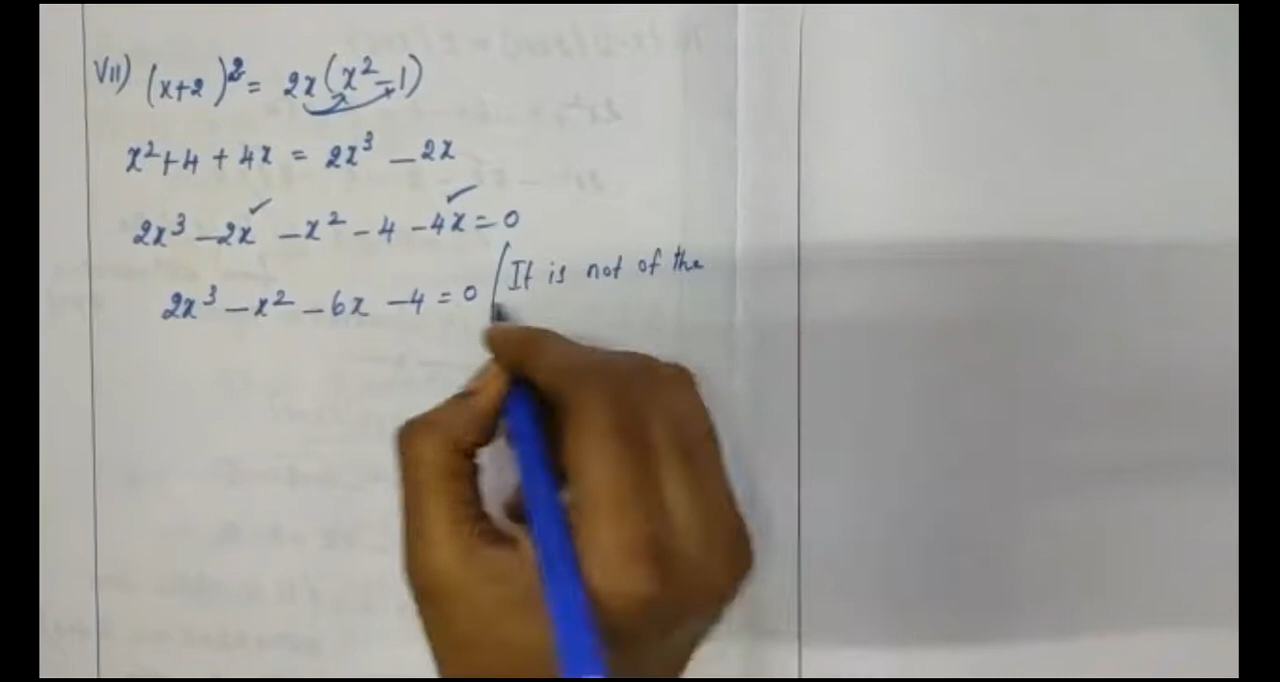 VII) (x+2)² = 2x(x²-1)
x²+4+4x = 2x³-2x
2x³-2x-x²-4-4x=0
2x³-x²-6x-4=0 It is not of the